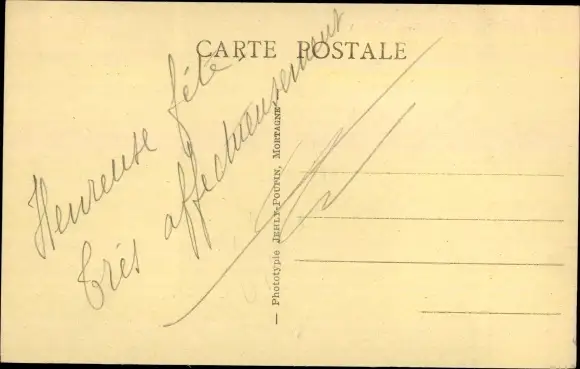 CARTE POSTALE
Heureuse fête.
Très affectueusement.
— Phototypie JEHLY-POUPIN, MORTAGNE —